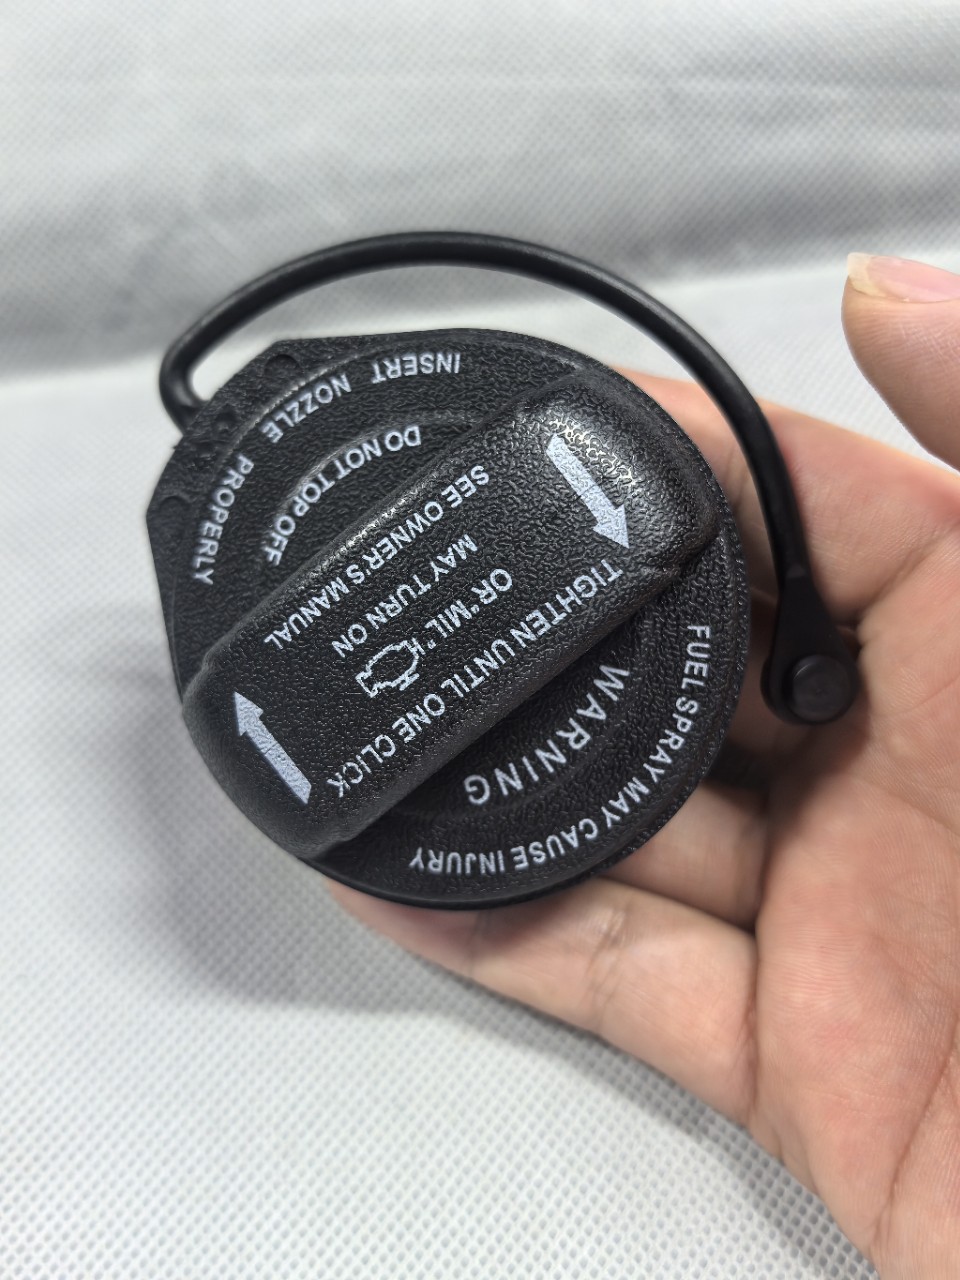 FUEL SPRAY MAY CAUSE INJURY
WARNING
TIGHTEN UNTIL ONE CLICK
OR "MIL"
MAY TURN ON
SEE OWNER'S MANUAL
DO NOT TOP OFF
INSERT NOZZLE PROPERLY